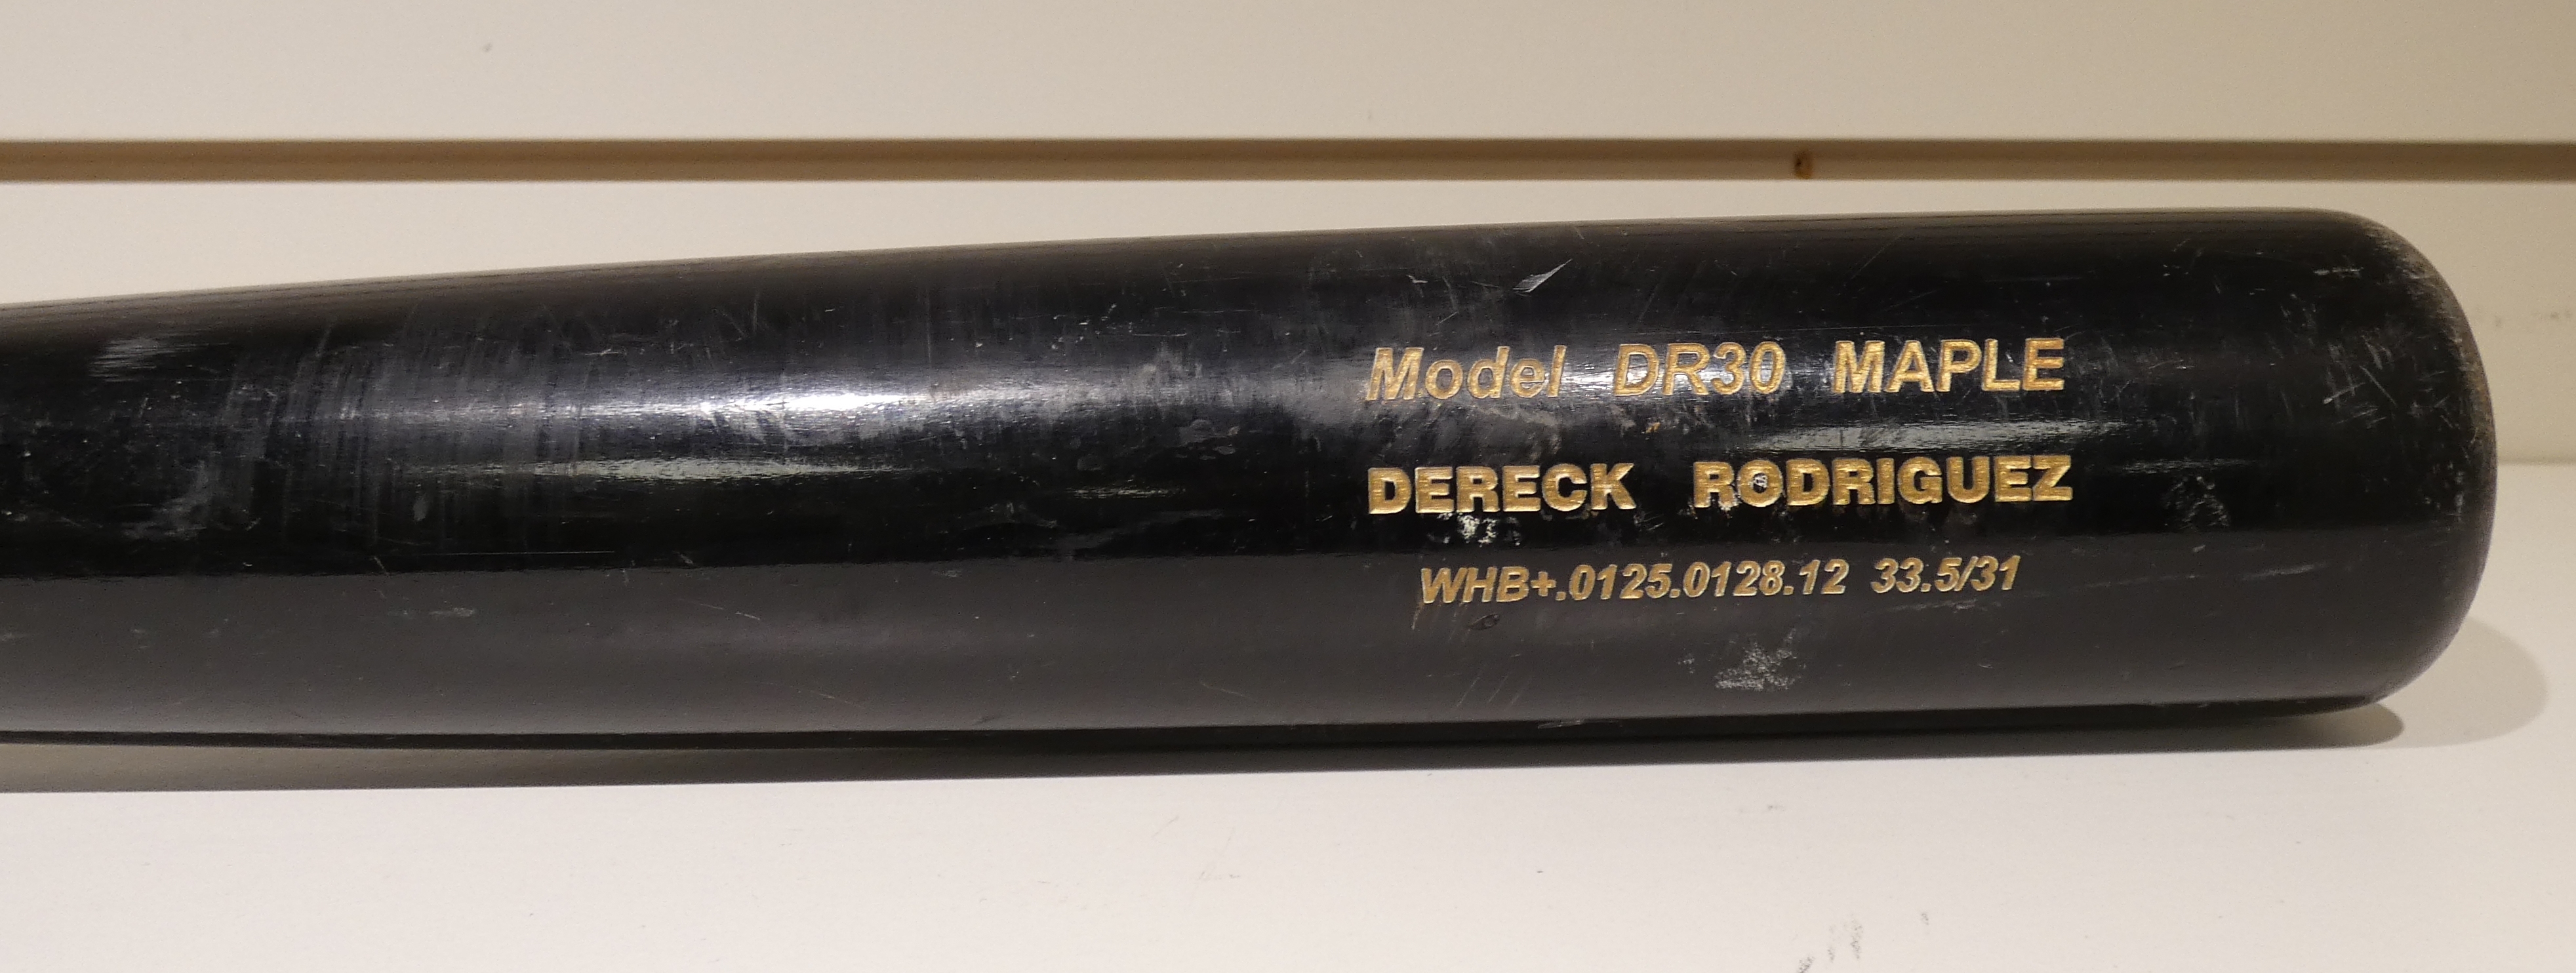 Model DR30 MAPLE
DERECK RODRIGUEZ
WHB+.0125.0128.12 33.5/31